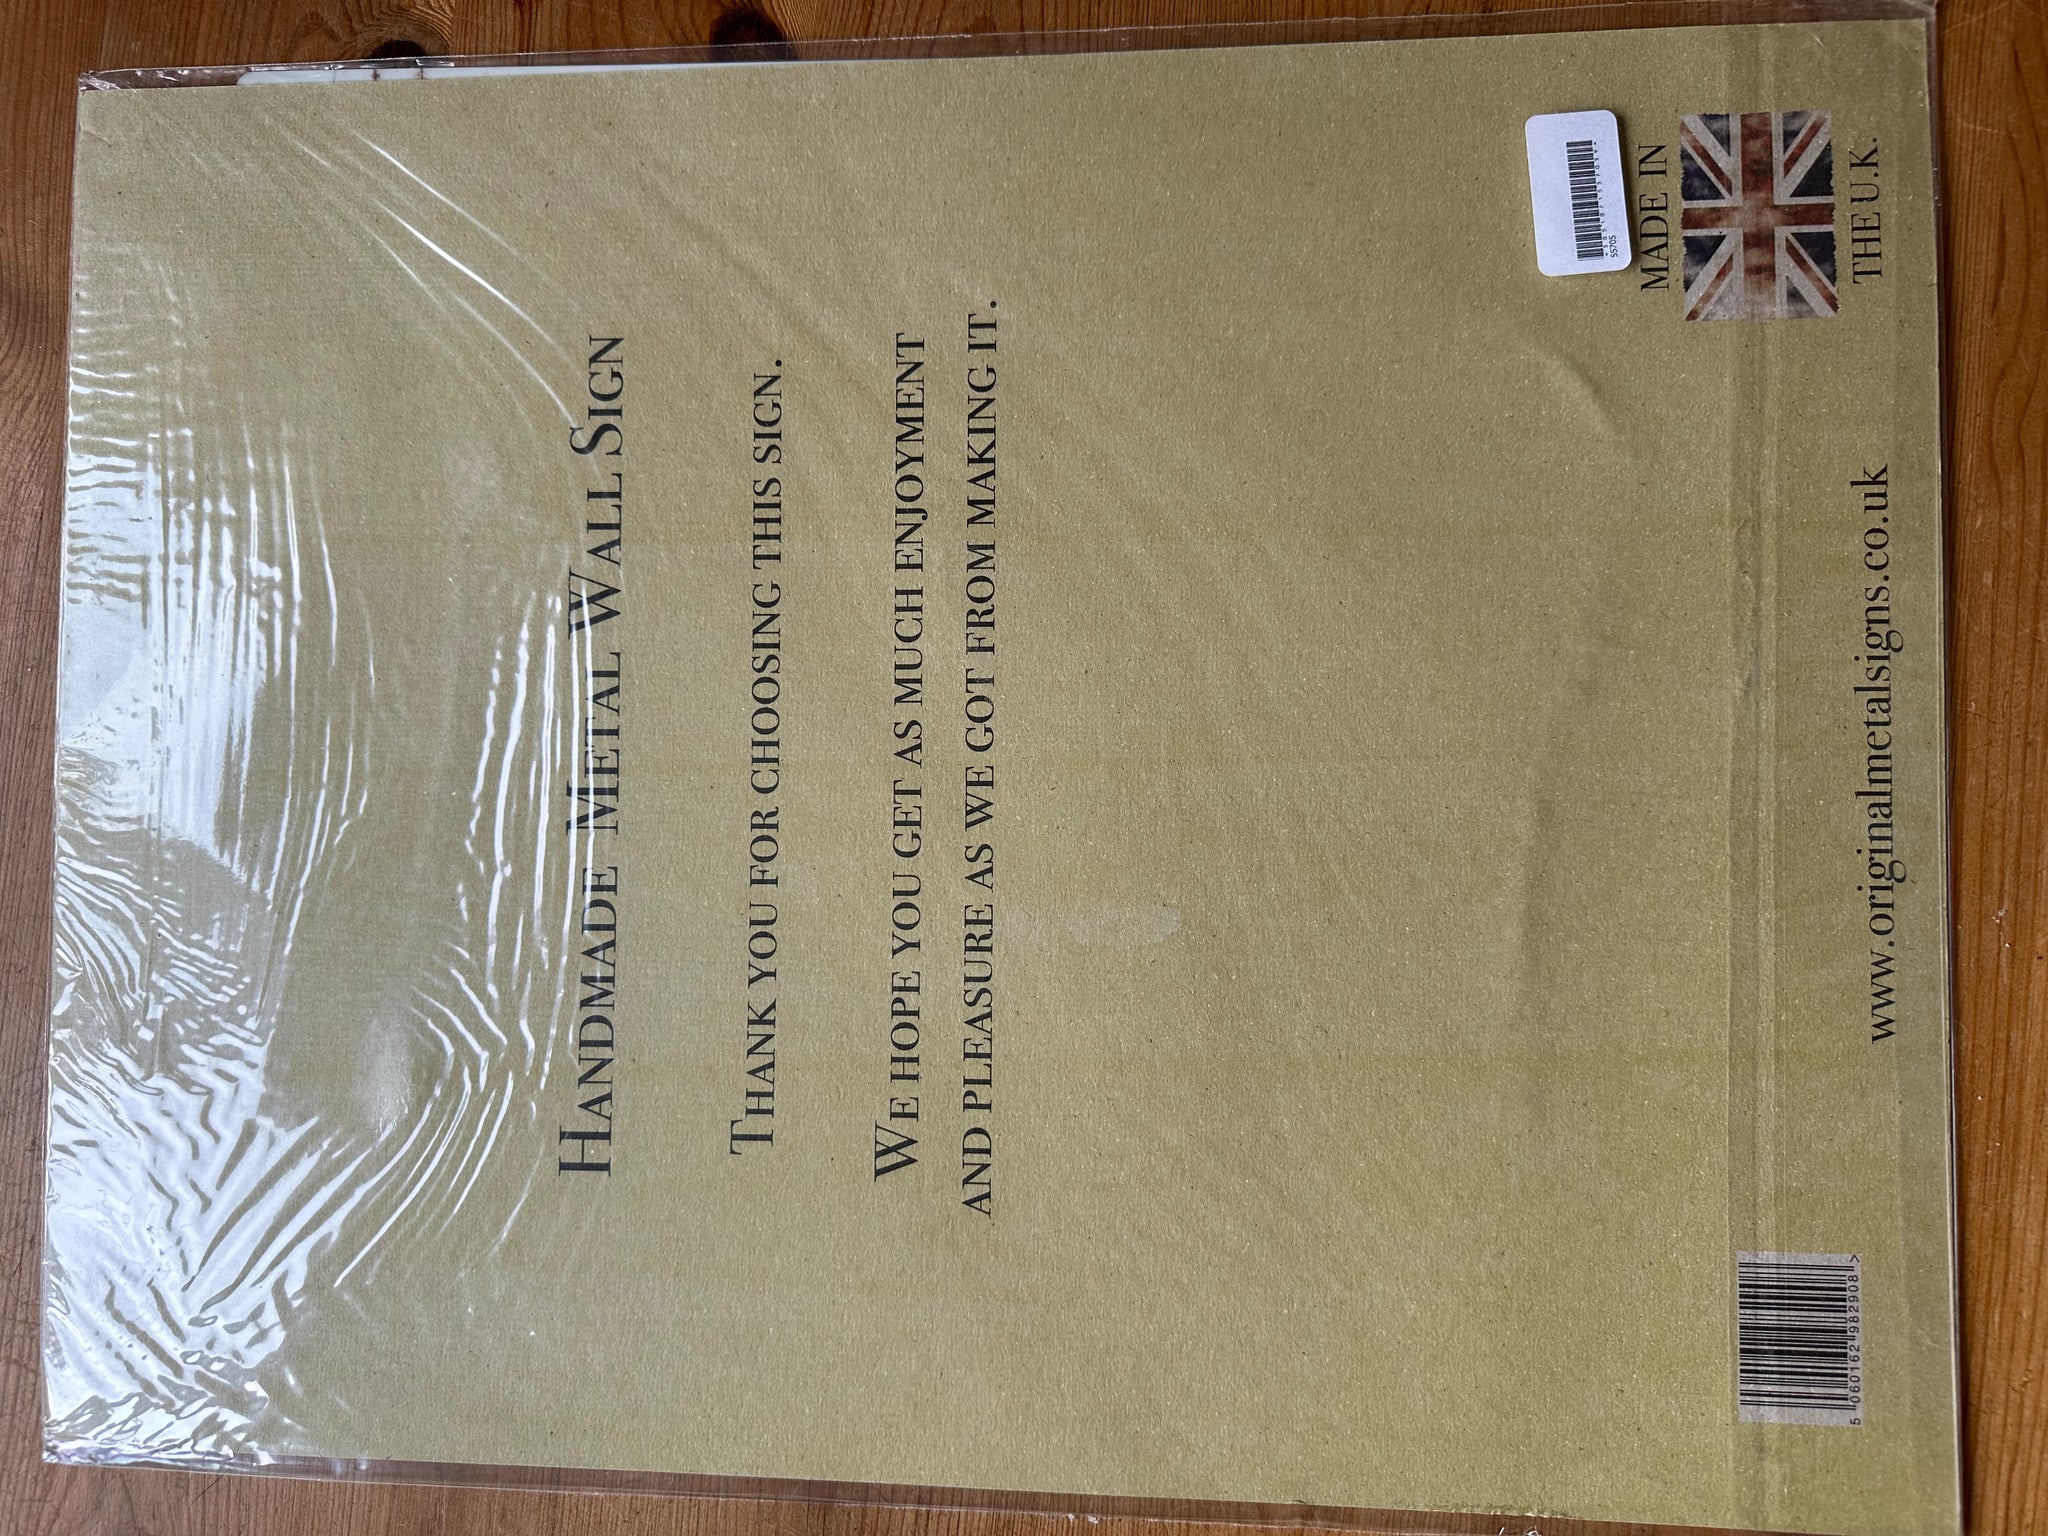 HANDMADE METAL WALL SIGN
THANK YOU FOR CHOOSING THIS SIGN.
WE HOPE YOU GET AS MUCH ENJOYMENT
AND PLEASURE AS WE GOT FROM MAKING IT.
55705
MADE IN
THE U.K.
www.originalmetalsigns.co.uk
5 060162 982908 >